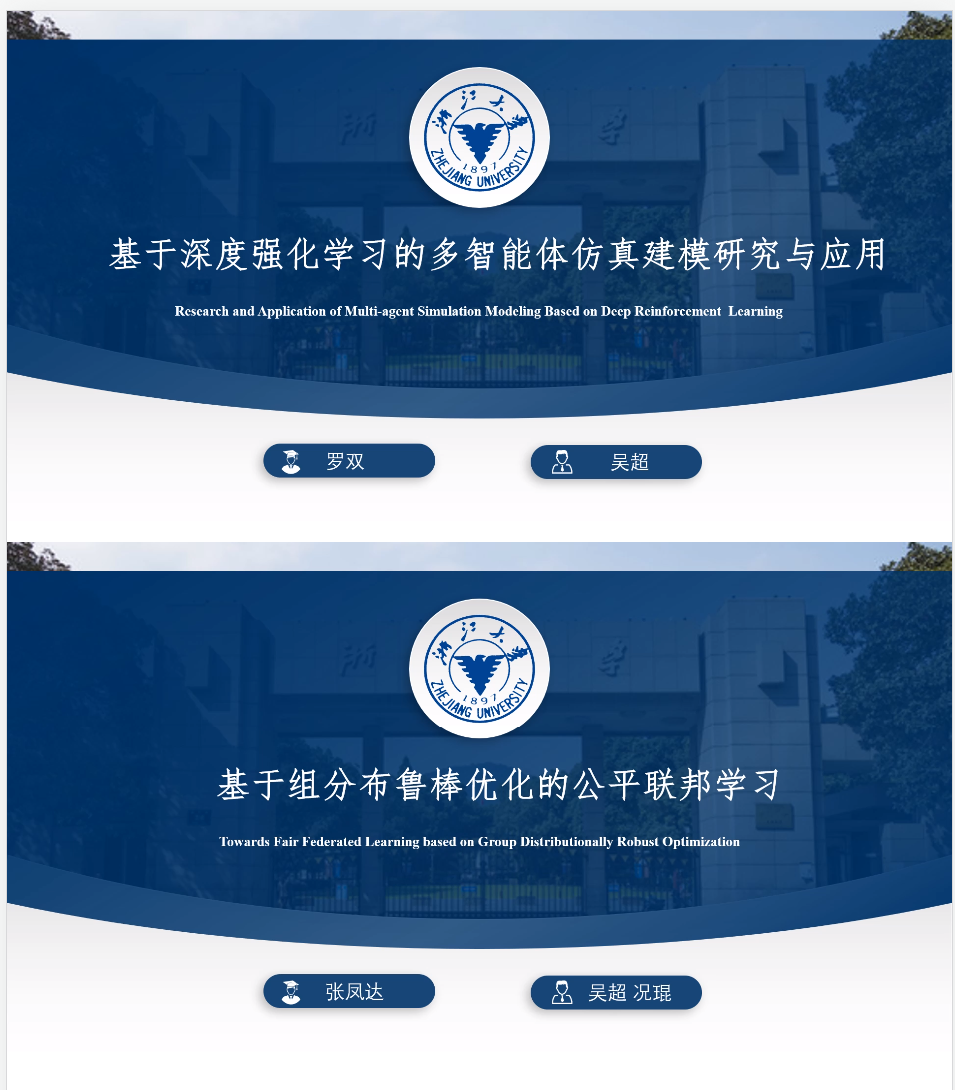 浙江大学
1897
ZHEJIANG UNIVERSITY
基于深度强化学习的多智能体仿真建模研究与应用
Research and Application of Multi-agent Simulation Modeling Based on Deep Reinforcement  Learning
罗双
吴超
浙江大学
1897
ZHEJIANG UNIVERSITY
基于组分布鲁棒优化的公平联邦学习
Towards Fair Federated Learning based on Group Distributionally Robust Optimization
张凤达
吴超 况琨